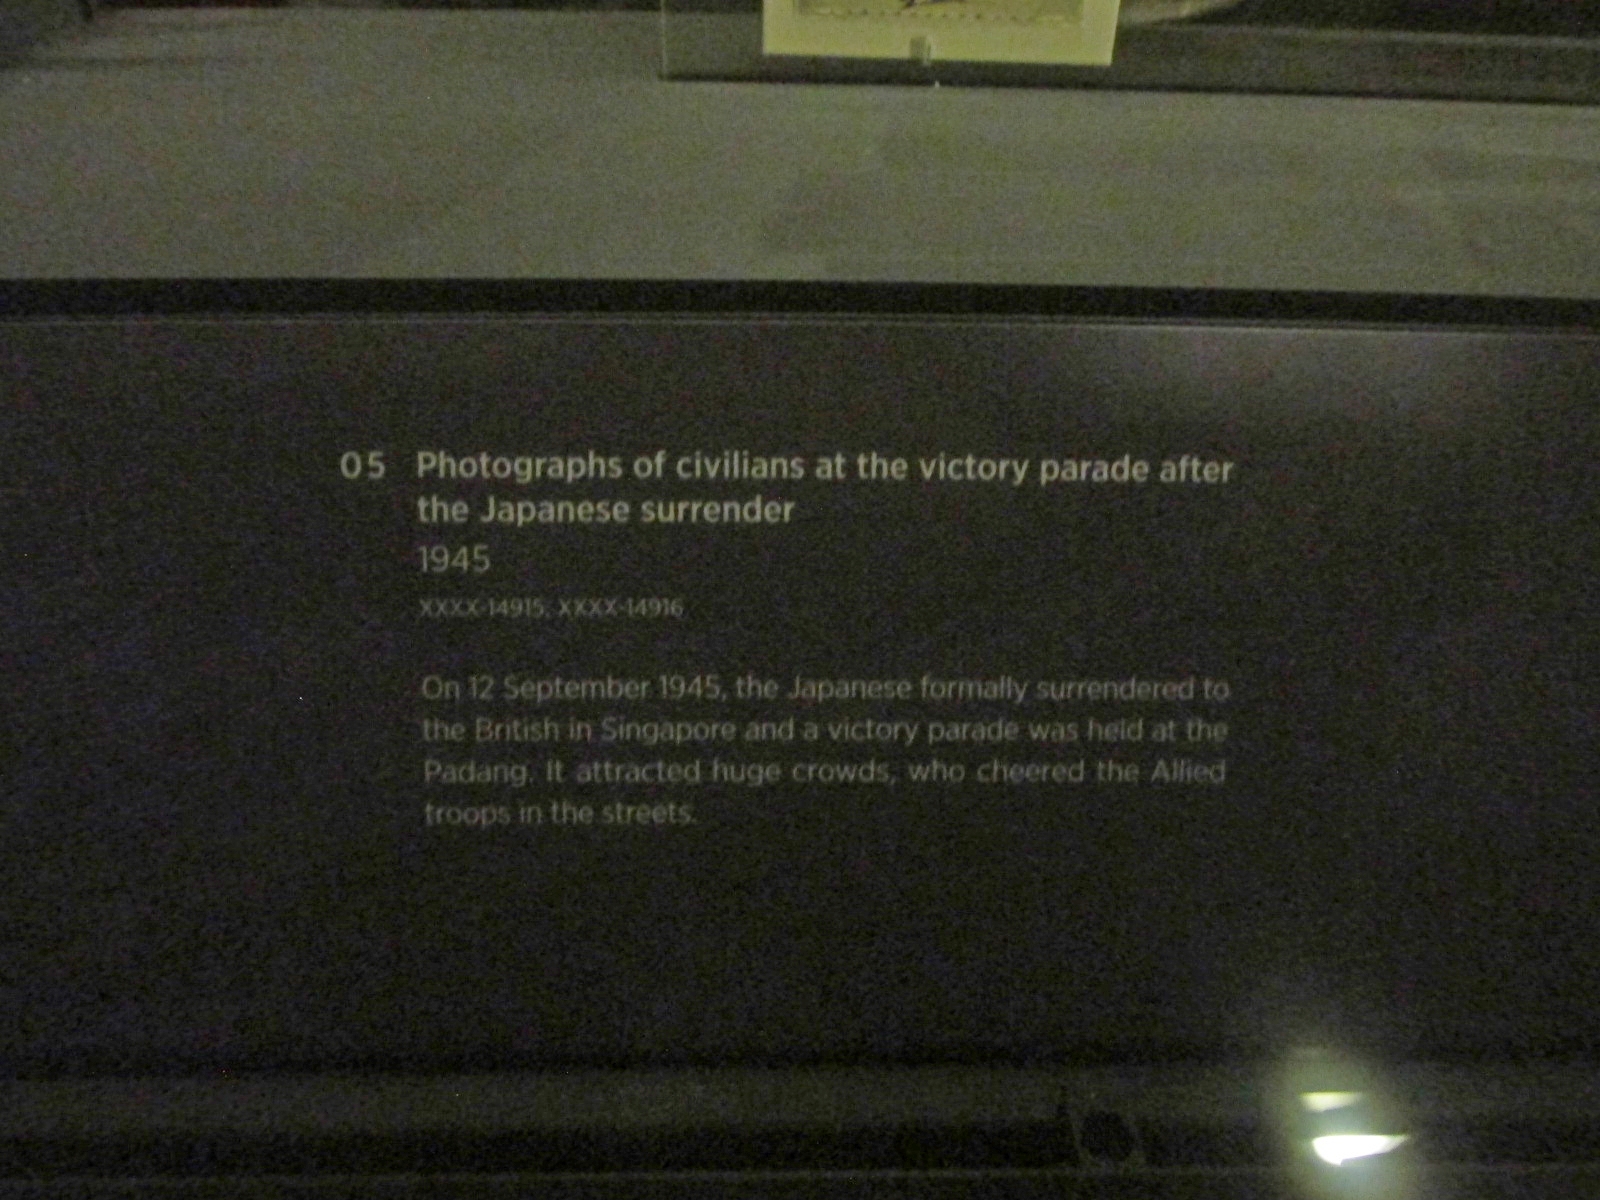 05 Photographs of civilians at the victory parade after
the Japanese surrender
1945
XXXX-14915, XXXX-14916
On 12 September 1945, the Japanese formally surrendered to
the British in Singapore and a victory parade was held at the
Padang. It attracted huge crowds, who cheered the Allied
troops in the streets.